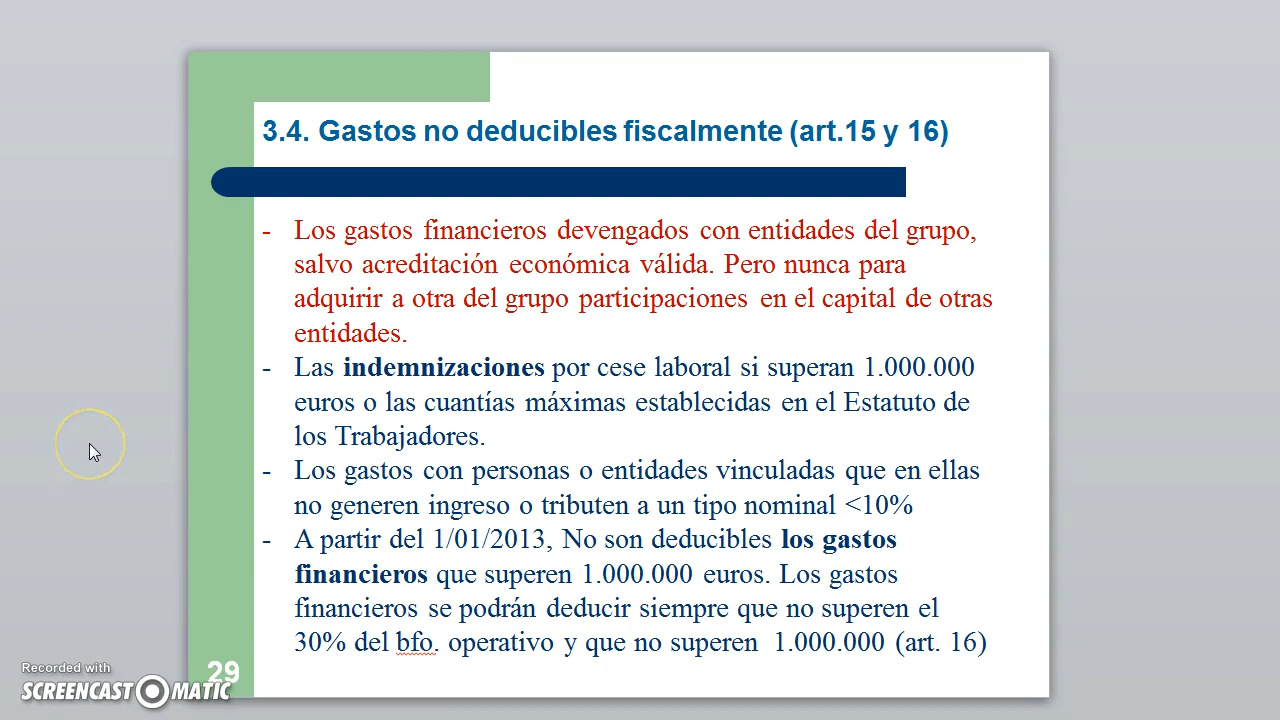 3.4. Gastos no deducibles fiscalmente (art.15 y 16)
- Los gastos financieros devengados con entidades del grupo,
salvo acreditación económica válida. Pero nunca para
adquirir a otra del grupo participaciones en el capital de otras
entidades.
- Las indemnizaciones por cese laboral si superan 1.000.000
euros o las cuantías máximas establecidas en el Estatuto de
los Trabajadores.
- Los gastos con personas o entidades vinculadas que en ellas
no generen ingreso o tributen a un tipo nominal <10%
- A partir del 1/01/2013, No son deducibles los gastos
financieros que superen 1.000.000 euros. Los gastos
financieros se podrán deducir siempre que no superen el
30% del bfo. operativo y que no superen 1.000.000 (art. 16)
29
Recorded with
SCREENCAST MATIC